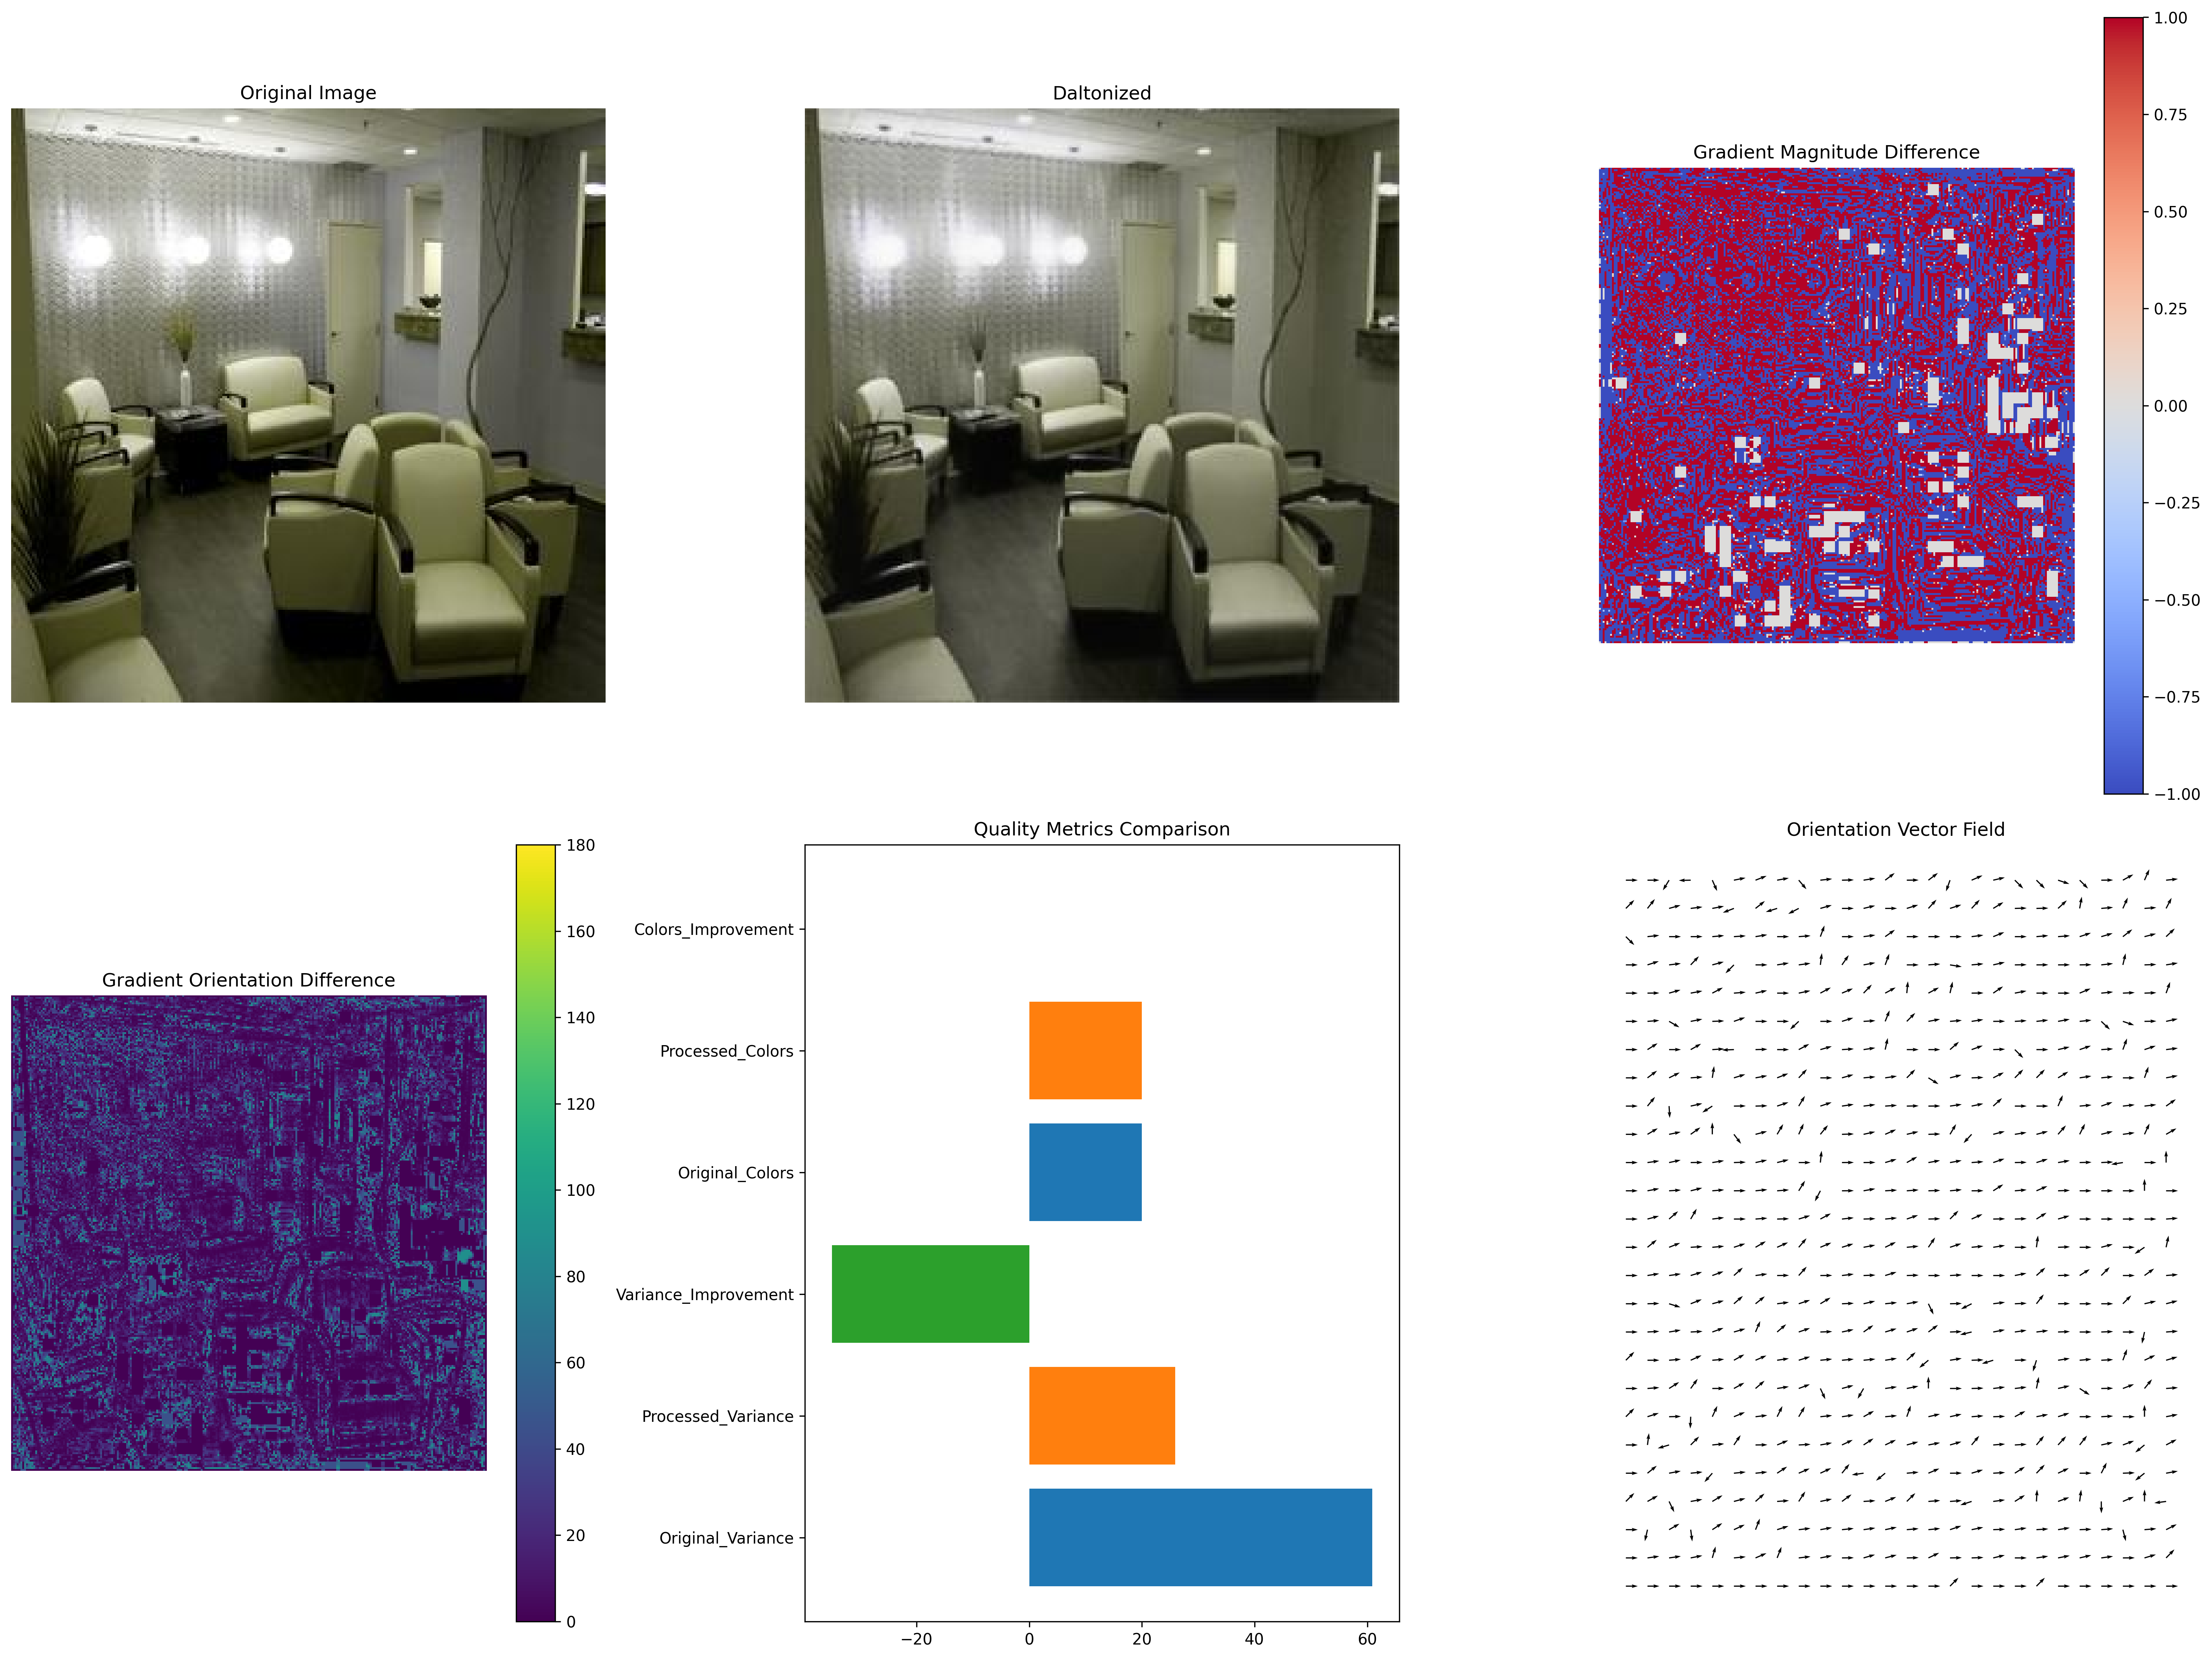 Original Image
Daltonized
Gradient Magnitude Difference
1.00
0.75
0.50
0.25
0.00
−0.25
−0.50
−0.75
−1.00
Gradient Orientation Difference
180
160
140
120
100
80
60
40
20
0
Quality Metrics Comparison
Colors_Improvement
Processed_Colors
Original_Colors
Variance_Improvement
Processed_Variance
Original_Variance
−20 0 20 40 60
Orientation Vector Field